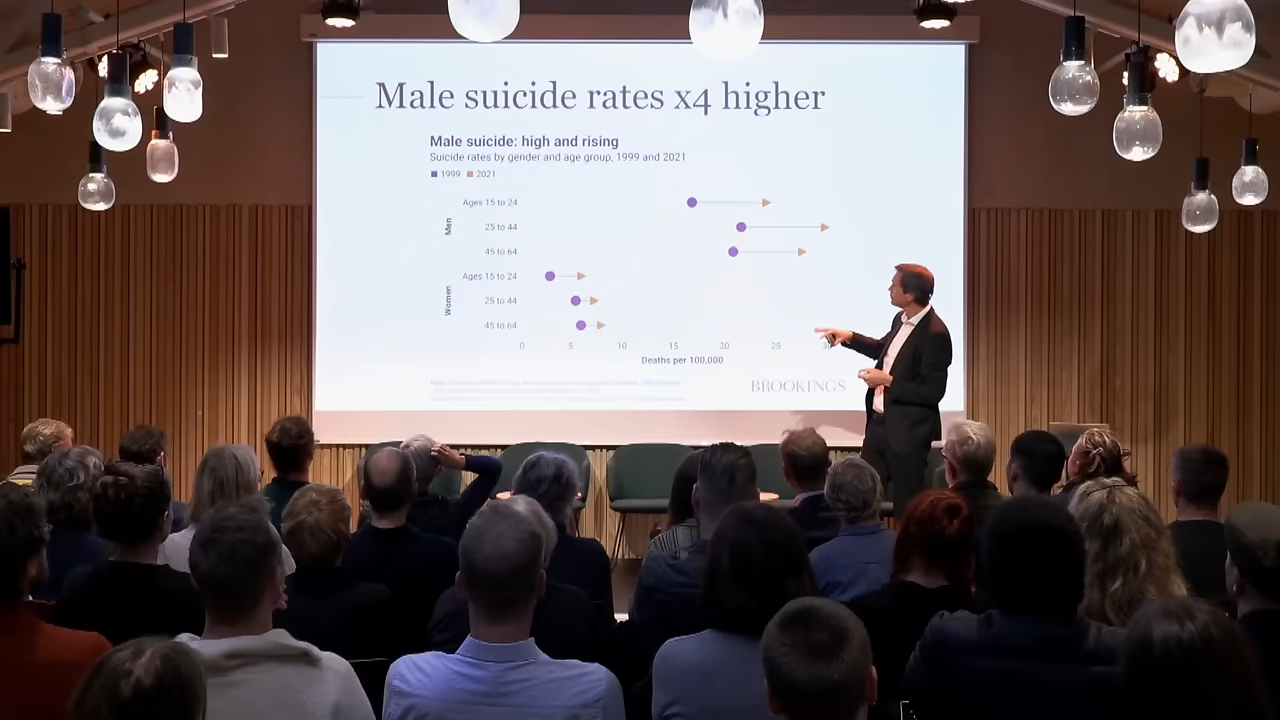 Male suicide rates x4 higher
Male suicide: high and rising
Suicide rates by gender and age group, 1999 and 2021
1999 2021
Men
Ages 15 to 24
25 to 44
45 to 64
Women
Ages 15 to 24
25 to 44
45 to 64
0 5 10 15 20 25 30
Deaths per 100,000
BROOKINGS